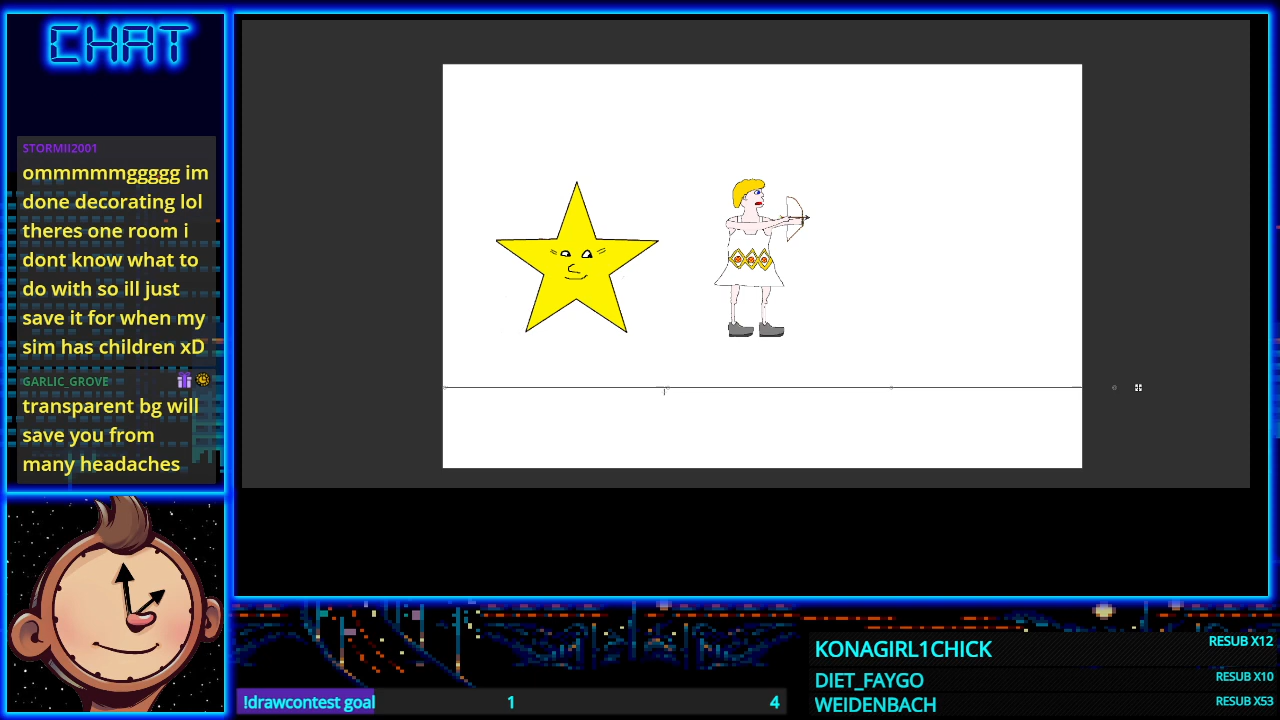 CHAT
STORMII2001
ommmmmggggg im
done decorating lol
theres one room i
dont know what to
do with so ill just
save it for when my
sim has children xD
GARLIC_GROVE
transparent bg will
save you from
many headaches
KONAGIRL1CHICK RESUB X12
DIET_FAYGO RESUB X10
WEIDENBACH RESUB X53
!drawcontest goal 1 4